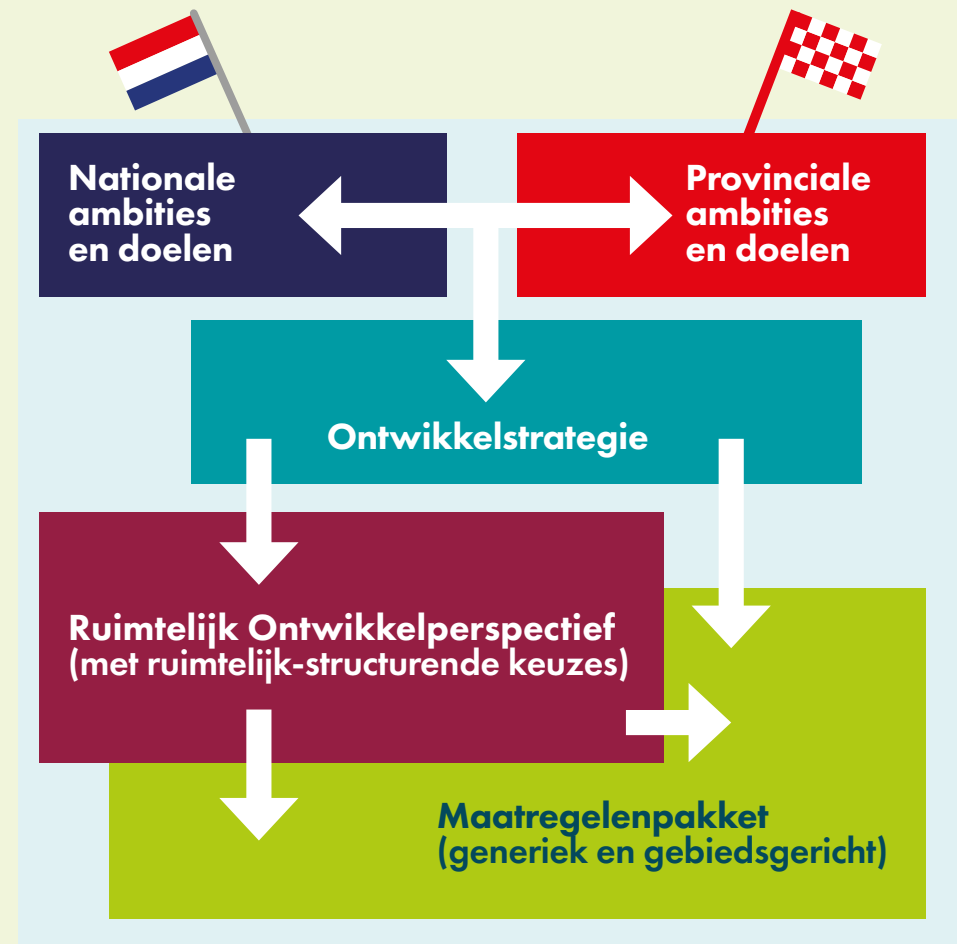 Nationale
ambities
en doelen
Provinciale
ambities
en doelen
Ontwikkelstrategie
Ruimtelijk Ontwikkelperspectief
(met ruimtelijk-structurende keuzes)
Maatregelenpakket
(generiek en gebiedsgericht)